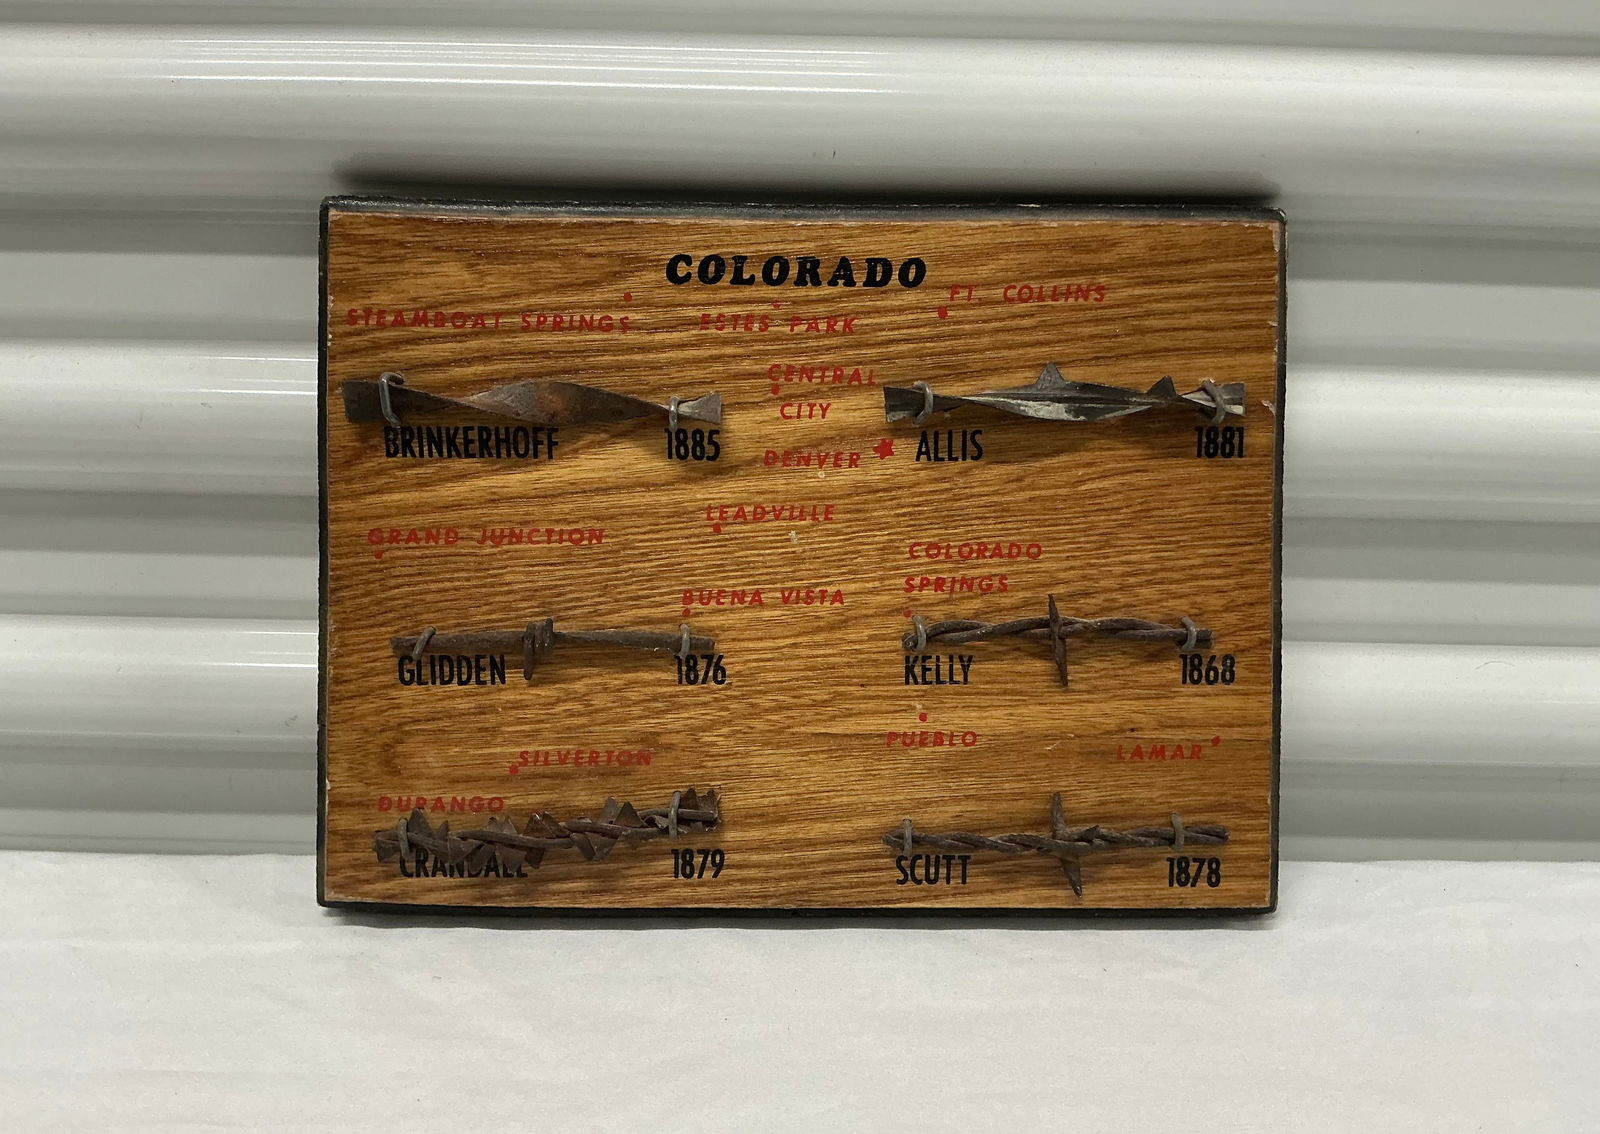 COLORADO
FT. COLLINS
STEAMBOAT SPRINGS
ESTES PARK
CENTRAL
CITY
BRINKERHOFF 1885
ALLIS 1881
DENVER
LEADVILLE
GRAND JUNCTION
COLORADO
SPRINGS
BUENA VISTA
GLIDDEN 1876
KELLY 1868
PUEBLO
LAMAR
SILVERTON
DURANGO
CRANDALL 1879
SCUTT 1878